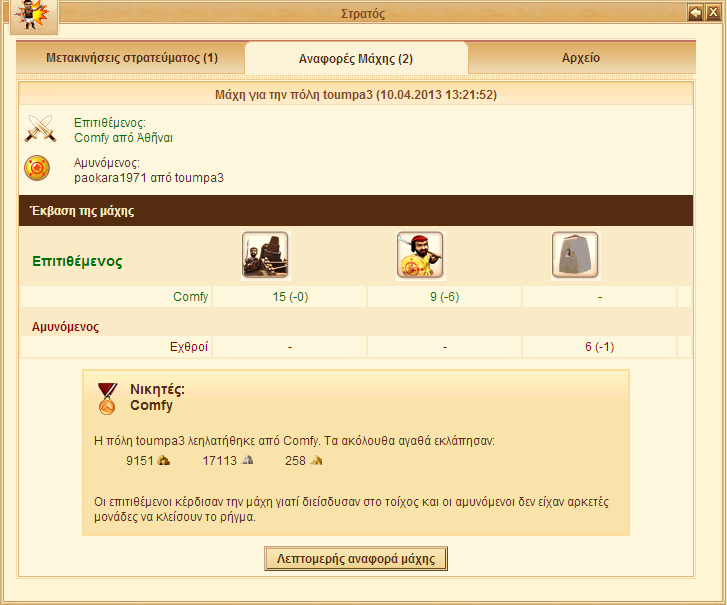 Στρατός
Μετακινήσεις στρατεύματος (1)
Αναφορές Μάχης (2)
Αρχείο
Μάχη για την πόλη toumpa3 (10.04.2013 13:21:52)
Επιτιθέμενος:
Comfy από Ἀθῆναι
Αμυνόμενος:
paokara1971 από toumpa3
Έκβαση της μάχης
Επιτιθέμενος
Comfy 15 (-0) 9 (-6) -
Αμυνόμενος
Εχθροί - - 6 (-1)
Νικητές:
Comfy
Η πόλη toumpa3 λεηλατήθηκε από Comfy. Τα ακόλουθα αγαθά εκλάπησαν:
9151 17113 258
Οι επιτιθέμενοι κέρδισαν την μάχη γιατί διείσδυσαν στο τοίχος και οι αμυνόμενοι δεν είχαν αρκετές
μονάδες να κλείσουν το ρήγμα.
Λεπτομερής αναφορά μάχης